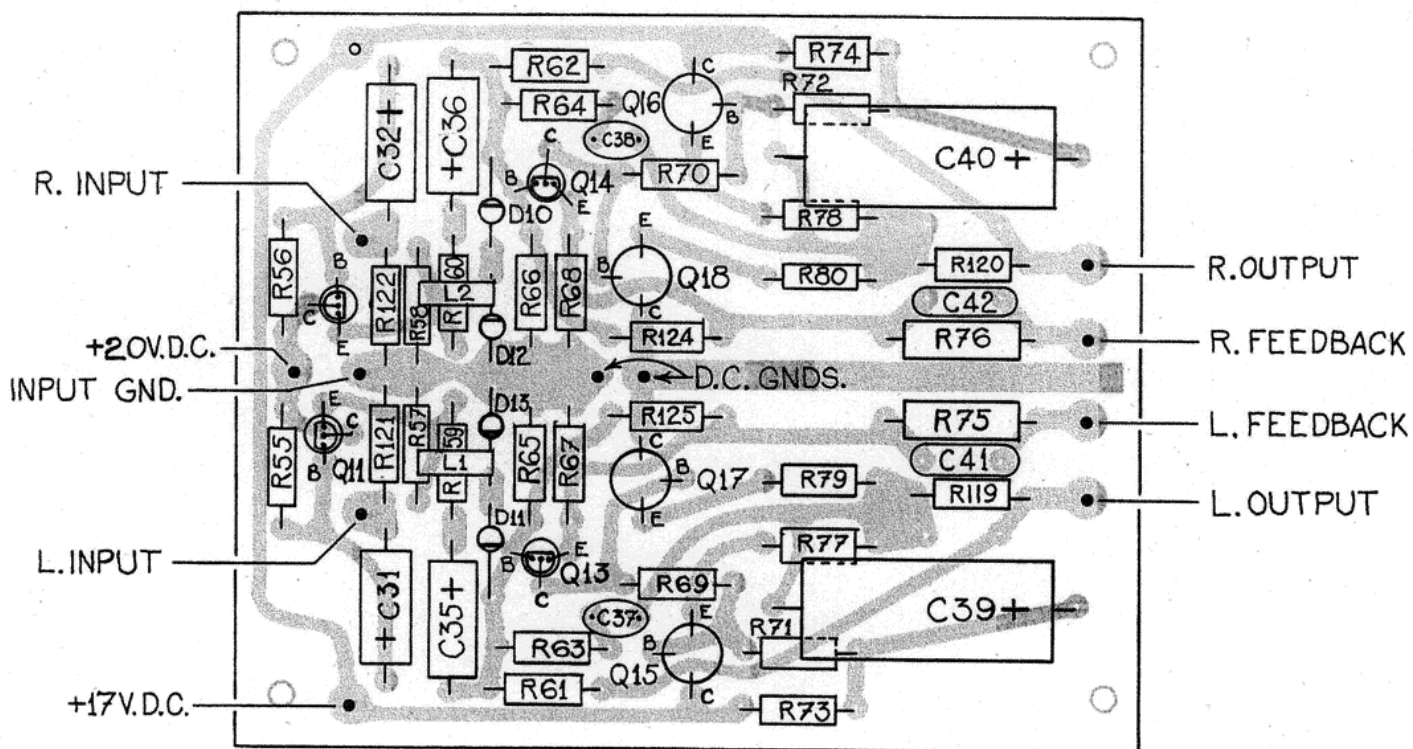 R74
R62
R72
C
Q16
B
E
R64
C32+
+C36
C38
C40+
R. INPUT
C
B
Q14
E
R70
D10
R78
E
R56
B
C
E
R122
R58
R60
L2
R66
R68
B
Q18
C
R80
R120
R. OUTPUT
C42
+20V.D.C.
D12
R124
R76
R. FEEDBACK
INPUT GND.
D.C. GNDS.
D13
E
C
B
Q11
R55
R121
R57
R59
L1
R65
R67
R125
R75
L. FEEDBACK
C
B
Q17
E
R79
C41
R119
L. OUTPUT
D11
L. INPUT
B
E
Q13
C
R77
+C31
C35+
R69
C39+
C37
E
B
Q15
C
R71
R63
R61
R73
+17V.D.C.